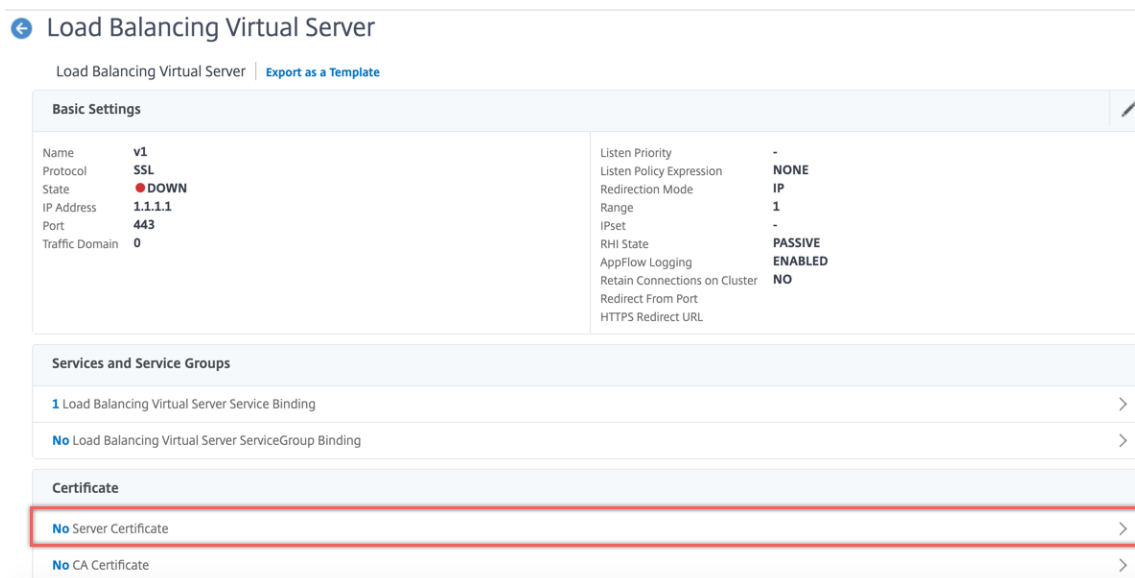 Load Balancing Virtual Server
Load Balancing Virtual Server | Export as a Template
Basic Settings
Name v1
Protocol SSL
State DOWN
IP Address 1.1.1.1
Port 443
Traffic Domain 0
Listen Priority -
Listen Policy Expression NONE
Redirection Mode IP
Range 1
IPset -
RHI State PASSIVE
AppFlow Logging ENABLED
Retain Connections on Cluster NO
Redirect From Port
HTTPS Redirect URL
Services and Service Groups
1 Load Balancing Virtual Server Service Binding
No Load Balancing Virtual Server ServiceGroup Binding
Certificate
No Server Certificate
No CA Certificate